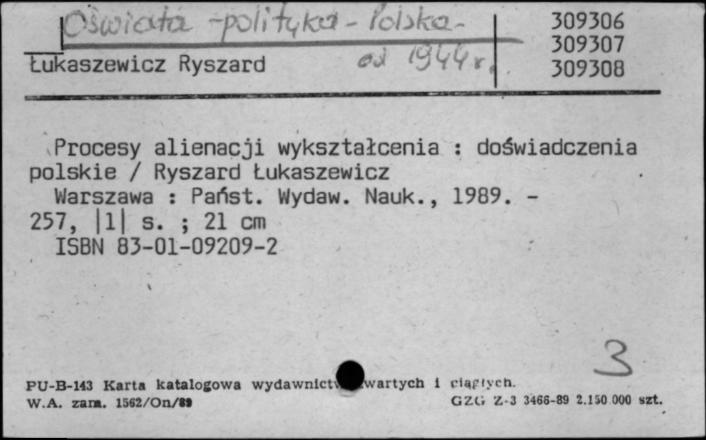 Oświata - polityka - Polska -
od 1944 r.
309306
309307
309308
Łukaszewicz Ryszard
Procesy alienacji wykształcenia : doświadczenia
polskie / Ryszard Łukaszewicz
Warszawa : Państ. Wydaw. Nauk., 1989. -
257, |1| s. ; 21 cm
ISBN 83-01-09209-2
3
PU-B-143 Karta katalogowa wydawnictw zwartych i ciągłych.
W.A. zam. 1562/On/89
GZG Z-3 3466-89 2.150 000 szt.